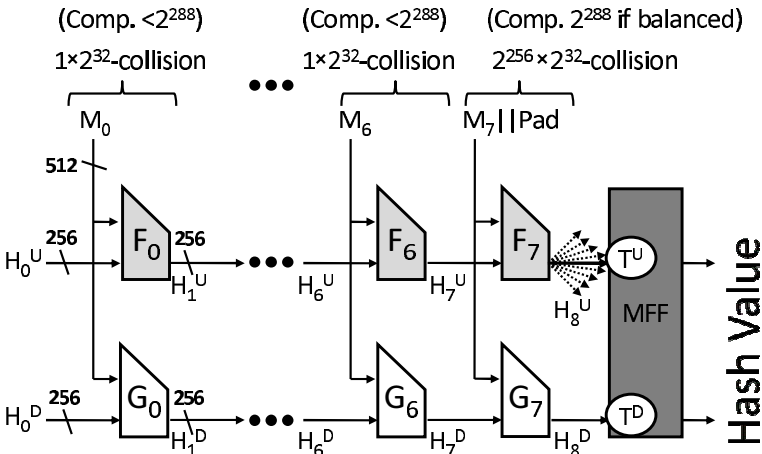 (Comp. <2^288) (Comp. <2^288) (Comp. 2^288 if balanced)
1×2^32-collision 1×2^32-collision 2^256×2^32-collision
M_0 M_6 M_7||Pad
512
256 F_0 256 F_6 F_7 T^U
H_0^U H_1^U H_6^U H_7^U H_8^U MFF
256 G_0 256 G_6 G_7 T^D
H_0^D H_1^D H_6^D H_7^D H_8^D
Hash Value